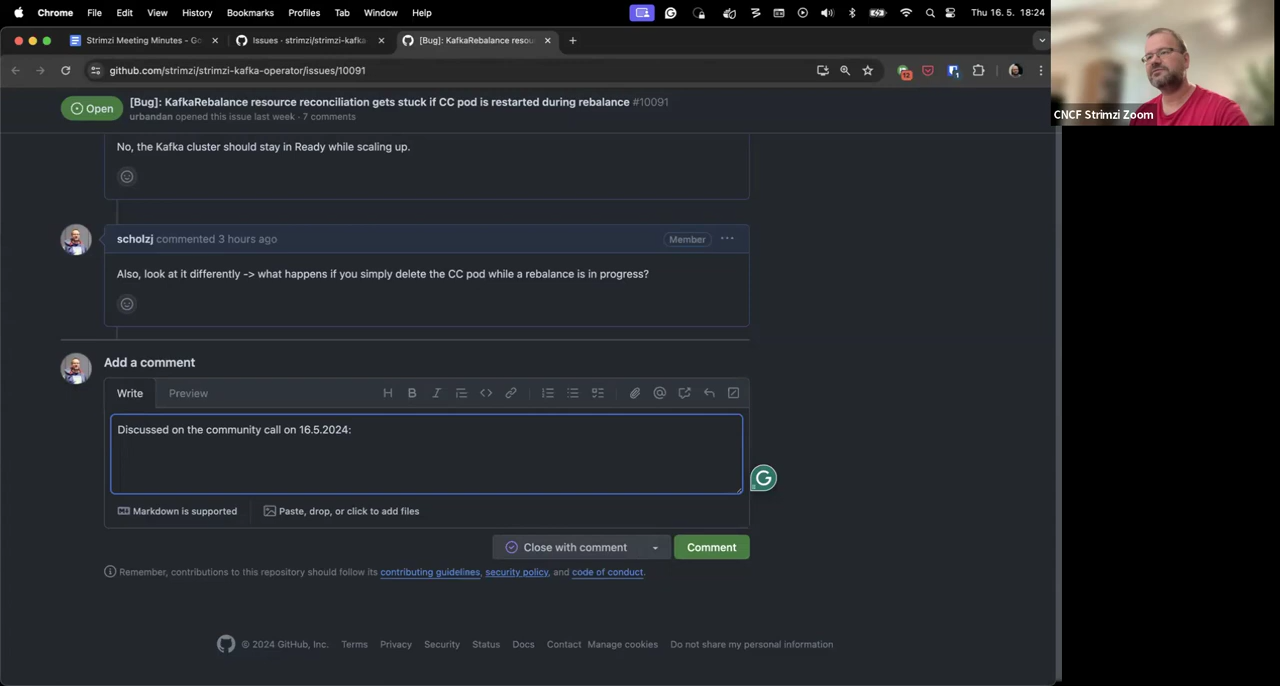 Chrome File Edit View History Bookmarks Profiles Tab Window Help Thu 16. 5. 18:24
Strimzi Meeting Minutes - Go
Issues · strimzi/strimzi-kafka-
[Bug]: KafkaRebalance resou
github.com/strimzi/strimzi-kafka-operator/issues/10091
12
1
CNCF Strimzi Zoom
Open
[Bug]: KafkaRebalance resource reconciliation gets stuck if CC pod is restarted during rebalance #10091
urbandan opened this issue last week · 7 comments
No, the Kafka cluster should stay in Ready while scaling up.
scholzj commented 3 hours ago Member
Also, look at it differently -> what happens if you simply delete the CC pod while a rebalance is in progress?
Add a comment
Write Preview
Discussed on the community call on 16.5.2024:
Markdown is supported Paste, drop, or click to add files
Close with comment Comment
Remember, contributions to this repository should follow its contributing guidelines, security policy, and code of conduct.
© 2024 GitHub, Inc. Terms Privacy Security Status Docs Contact Manage cookies Do not share my personal information